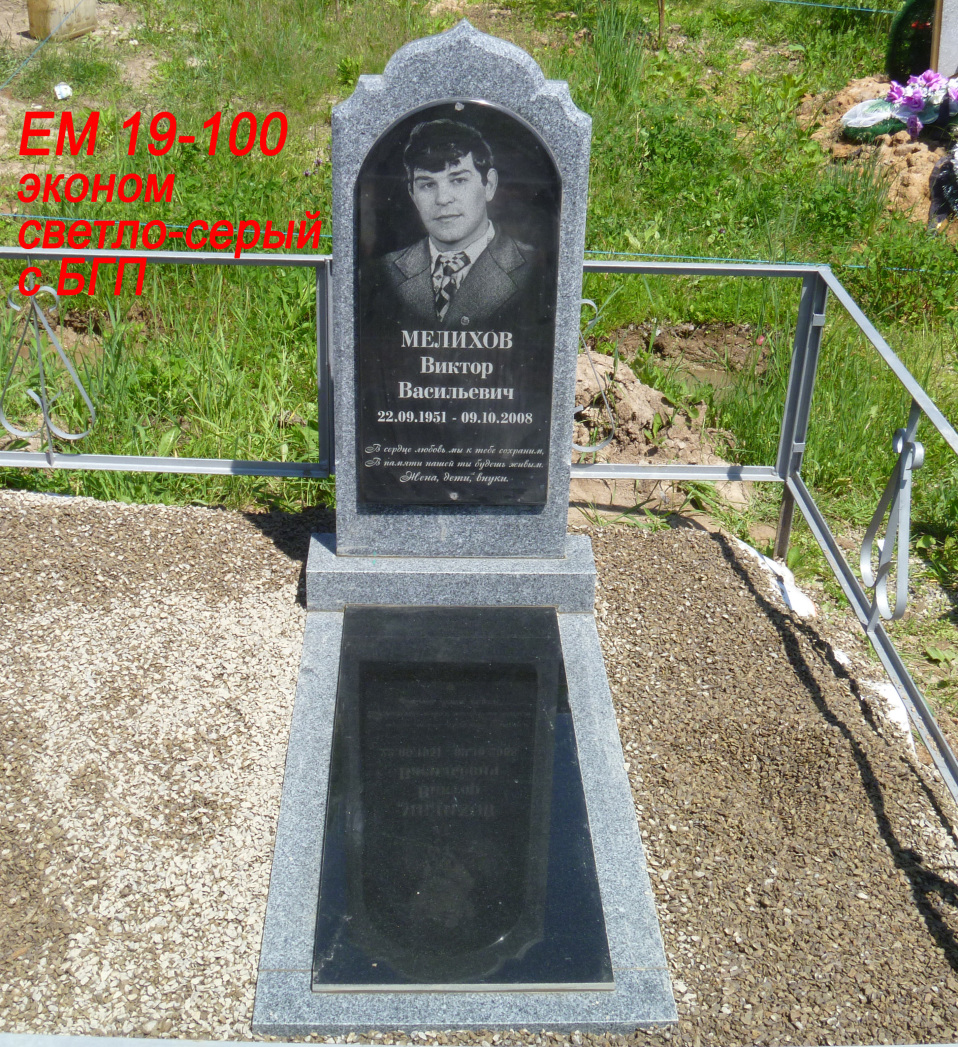 ЕМ 19-100
эконом
светло-серый
с БГП
МЕЛИХОВ
Виктор
Васильевич
22.09.1951 - 09.10.2008
В сердце любовь мы к тебе сохраним,
В памяти нашей ты будешь живым.
Жена, дети, внуки.